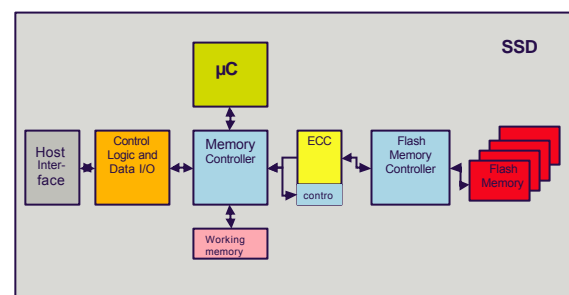 SSD
µC
Host
Inter-
face
Control
Logic and
Data I/O
Memory
Controller
ECC
contro
Flash
Memory
Controller
Flash
Memory
Working
memory